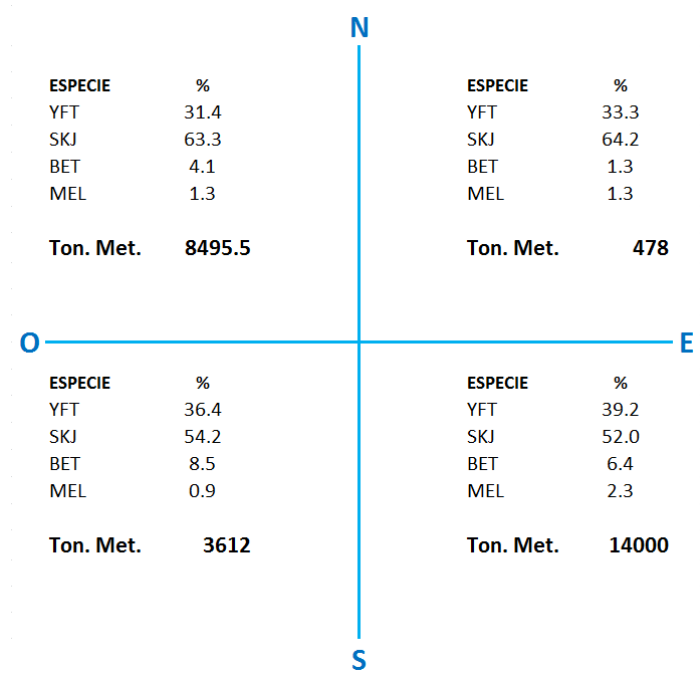 N
ESPECIE %
YFT 31.4
SKJ 63.3
BET 4.1
MEL 1.3
Ton. Met. 8495.5
ESPECIE %
YFT 33.3
SKJ 64.2
BET 1.3
MEL 1.3
Ton. Met. 478
O
E
ESPECIE %
YFT 36.4
SKJ 54.2
BET 8.5
MEL 0.9
Ton. Met. 3612
ESPECIE %
YFT 39.2
SKJ 52.0
BET 6.4
MEL 2.3
Ton. Met. 14000
S